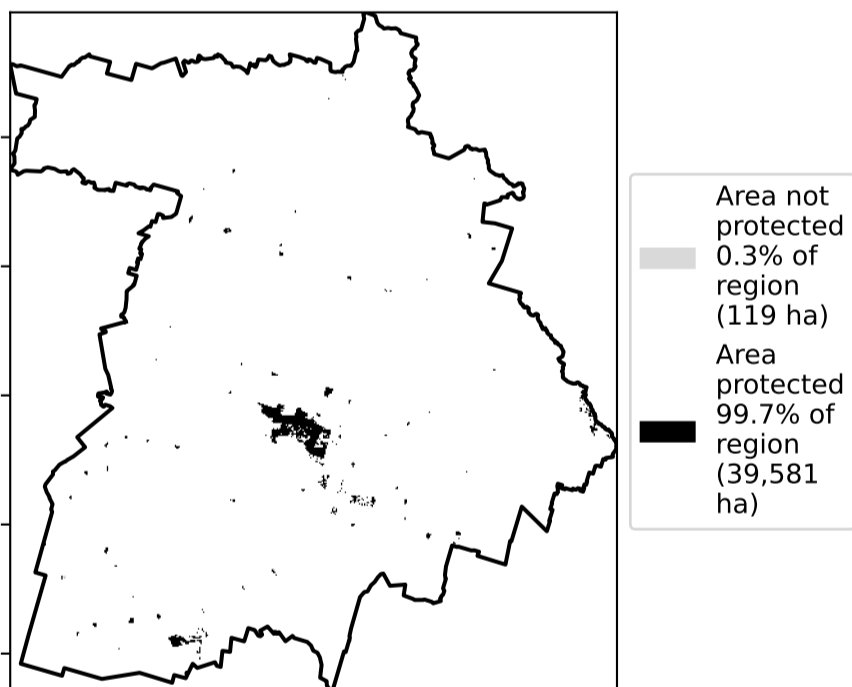 Area not
protected
0.3% of
region
(119 ha)
Area
protected
99.7% of
region
(39,581
ha)